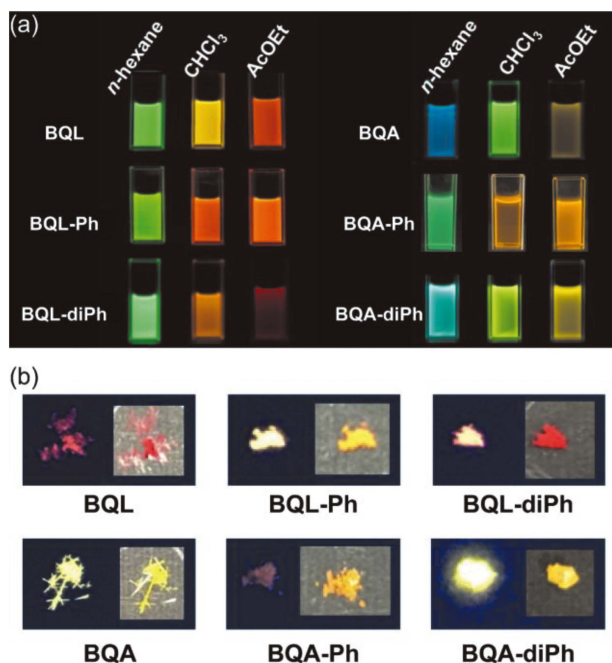 (a)
n-hexane CHCl₃ AcOEt n-hexane CHCl₃ AcOEt
BQL BQA
BQL-Ph BQA-Ph
BQL-diPh BQA-diPh
(b)
BQL BQL-Ph BQL-diPh
BQA BQA-Ph BQA-diPh